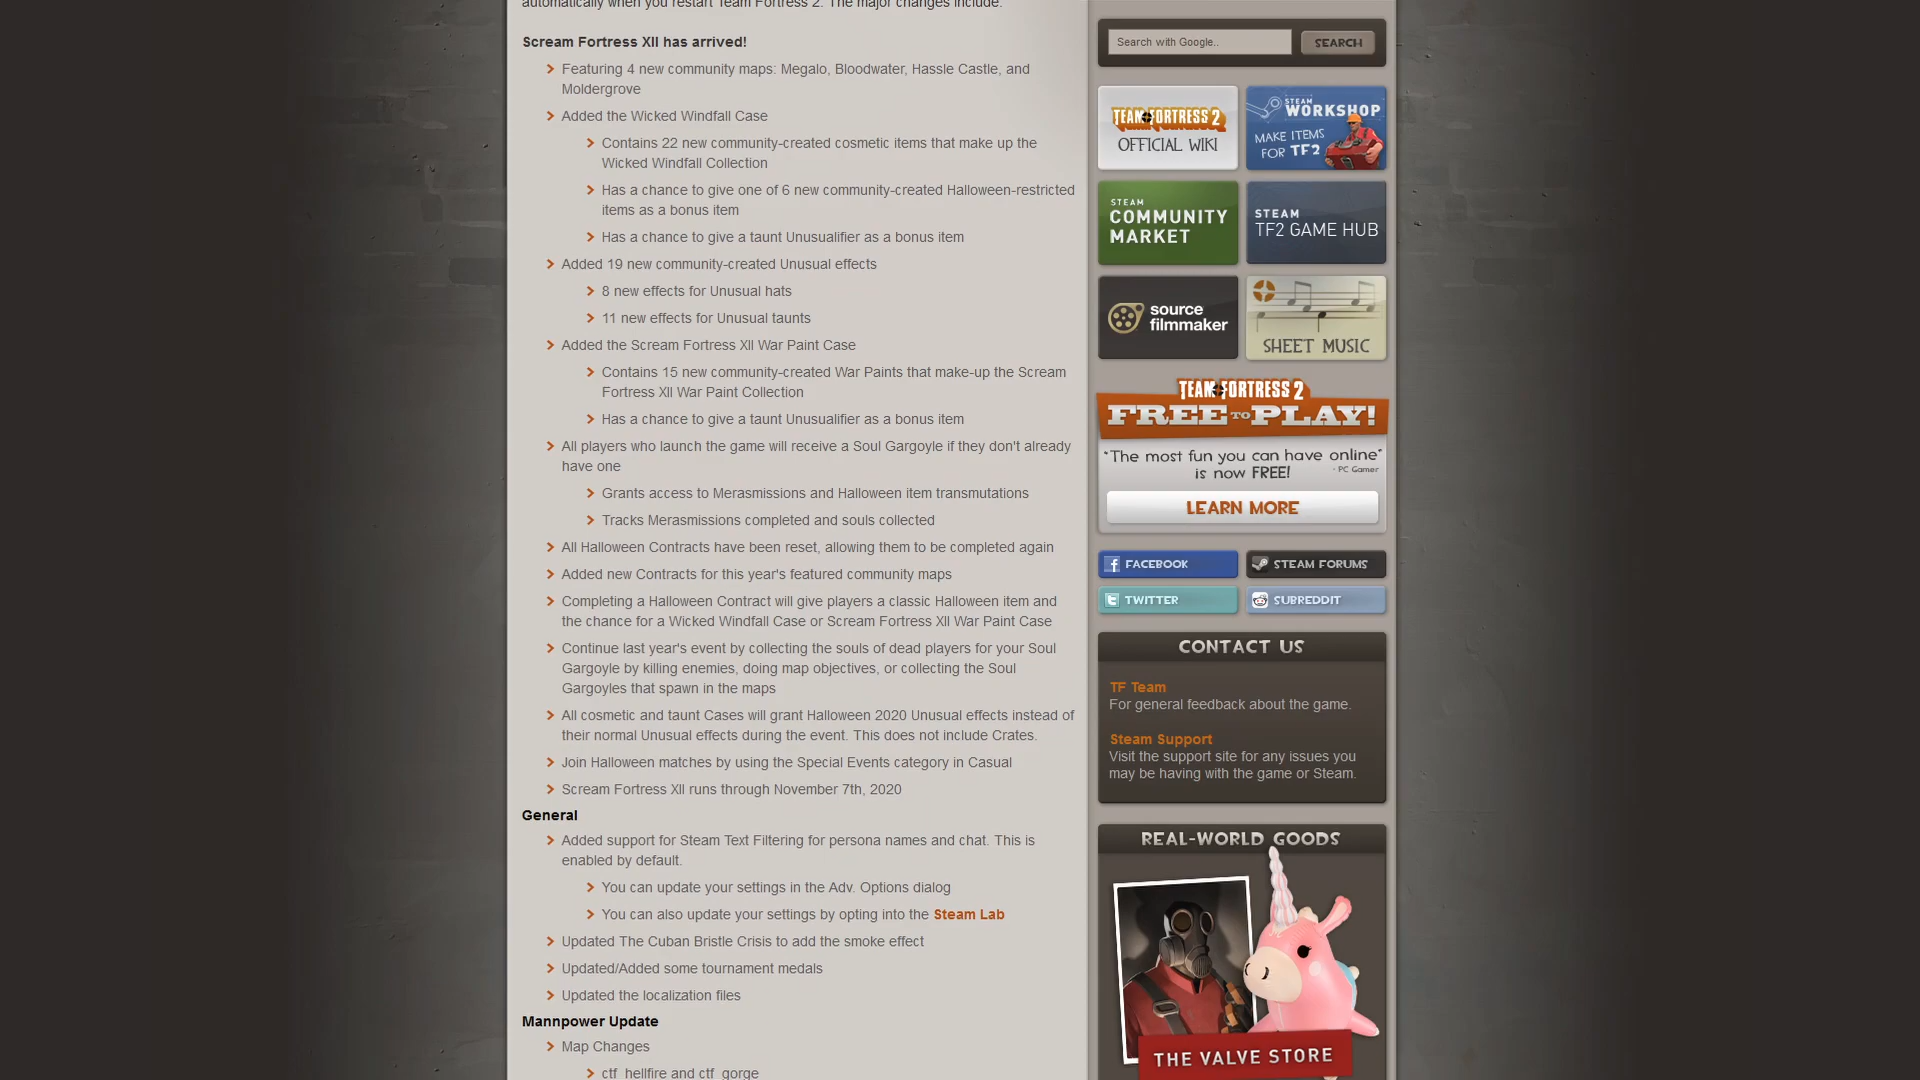 automatically when you restart Team Fortress 2. The major changes include:
Scream Fortress XII has arrived!
Featuring 4 new community maps: Megalo, Bloodwater, Hassle Castle, and
Moldergrove
Added the Wicked Windfall Case
Contains 22 new community-created cosmetic items that make up the
Wicked Windfall Collection
Has a chance to give one of 6 new community-created Halloween-restricted
items as a bonus item
Has a chance to give a taunt Unusualifier as a bonus item
Added 19 new community-created Unusual effects
8 new effects for Unusual hats
11 new effects for Unusual taunts
Added the Scream Fortress XII War Paint Case
Contains 15 new community-created War Paints that make-up the Scream
Fortress XII War Paint Collection
Has a chance to give a taunt Unusualifier as a bonus item
All players who launch the game will receive a Soul Gargoyle if they don't already
have one
Grants access to Merasmissions and Halloween item transmutations
Tracks Merasmissions completed and souls collected
All Halloween Contracts have been reset, allowing them to be completed again
Added new Contracts for this year's featured community maps
Completing a Halloween Contract will give players a classic Halloween item and
the chance for a Wicked Windfall Case or Scream Fortress XII War Paint Case
Continue last year's event by collecting the souls of dead players for your Soul
Gargoyle by killing enemies, doing map objectives, or collecting the Soul
Gargoyles that spawn in the maps
All cosmetic and taunt Cases will grant Halloween 2020 Unusual effects instead of
their normal Unusual effects during the event. This does not include Crates.
Join Halloween matches by using the Special Events category in Casual
Scream Fortress XII runs through November 7th, 2020
General
Added support for Steam Text Filtering for persona names and chat. This is
enabled by default.
You can update your settings in the Adv. Options dialog
You can also update your settings by opting into the Steam Lab
Updated The Cuban Bristle Crisis to add the smoke effect
Updated/Added some tournament medals
Updated the localization files
Mannpower Update
Map Changes
ctf_hellfire and ctf_gorge
Search with Google..
SEARCH
TEAM FORTRESS 2
OFFICIAL WIKI
STEAM
WORKSHOP
MAKE ITEMS
FOR TF2
STEAM
COMMUNITY
MARKET
STEAM
TF2 GAME HUB
source
filmmaker
SHEET MUSIC
TEAM FORTRESS 2
FREE TO PLAY!
"The most fun you can have online"
is now FREE!
- PC Gamer
LEARN MORE
FACEBOOK
STEAM FORUMS
TWITTER
SUBREDDIT
CONTACT US
TF Team
For general feedback about the game.
Steam Support
Visit the support site for any issues you
may be having with the game or Steam.
REAL-WORLD GOODS
THE VALVE STORE